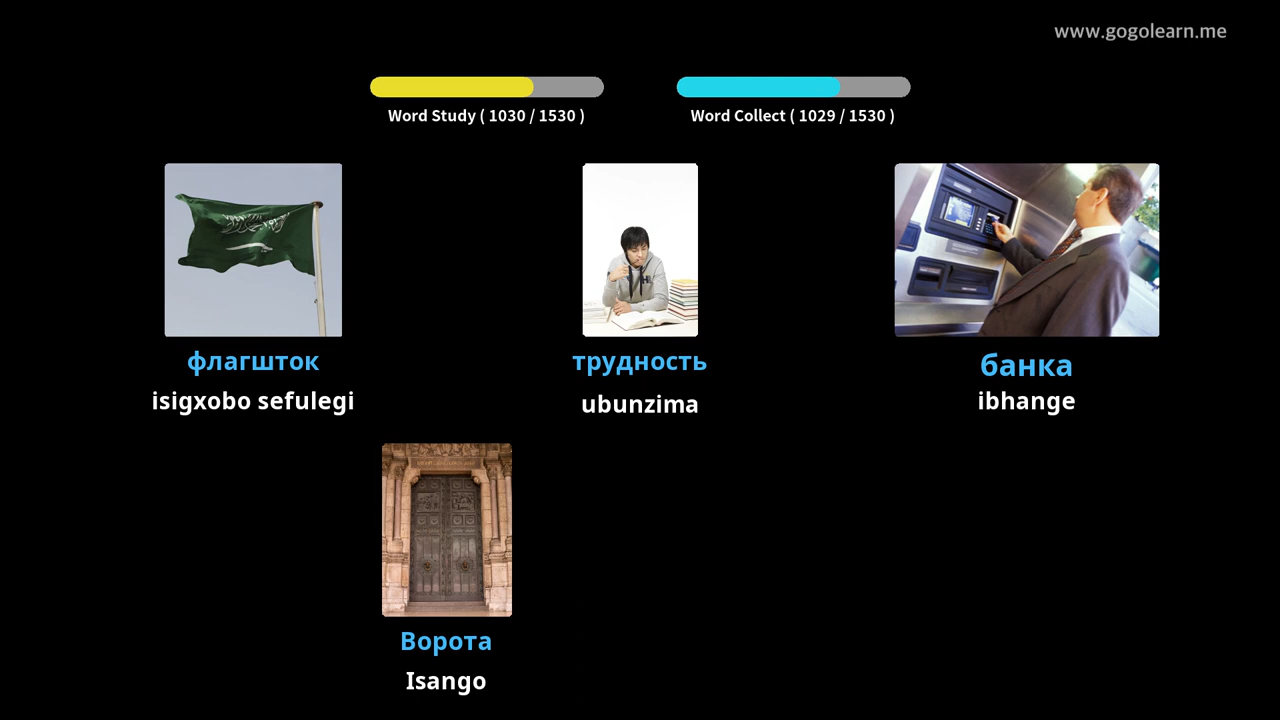 www.gogolearn.me
Word Study ( 1030 / 1530 )
Word Collect ( 1029 / 1530 )
флагшток
isigxobo sefulegi
трудность
ubunzima
банка
ibhange
Ворота
Isango